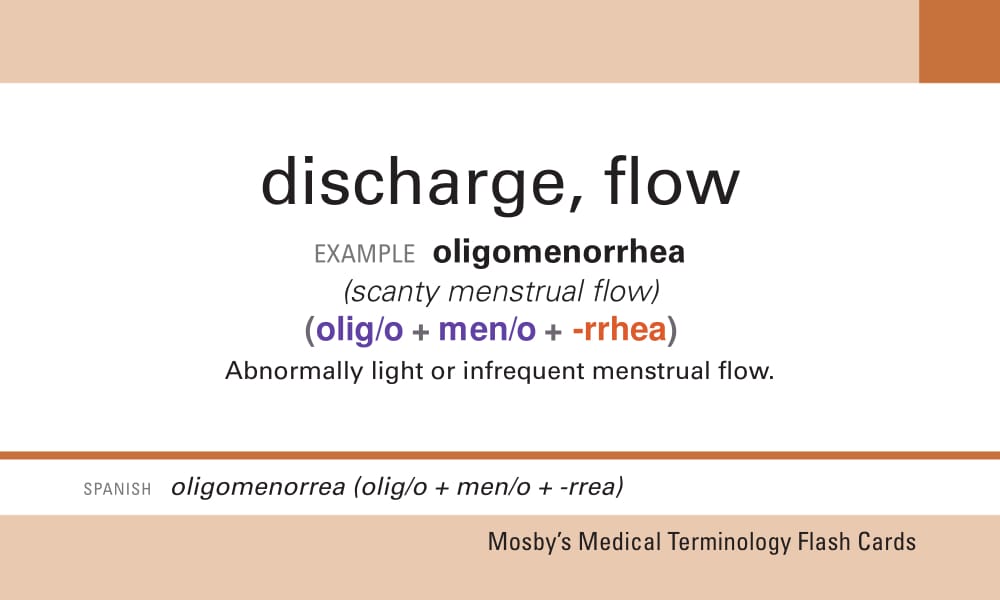 discharge, flow
EXAMPLE oligomenorrhea
(scanty menstrual flow)
(olig/o + men/o + -rrhea)
Abnormally light or infrequent menstrual flow.
SPANISH oligomenorrea (olig/o + men/o + -rrea)
Mosby's Medical Terminology Flash Cards